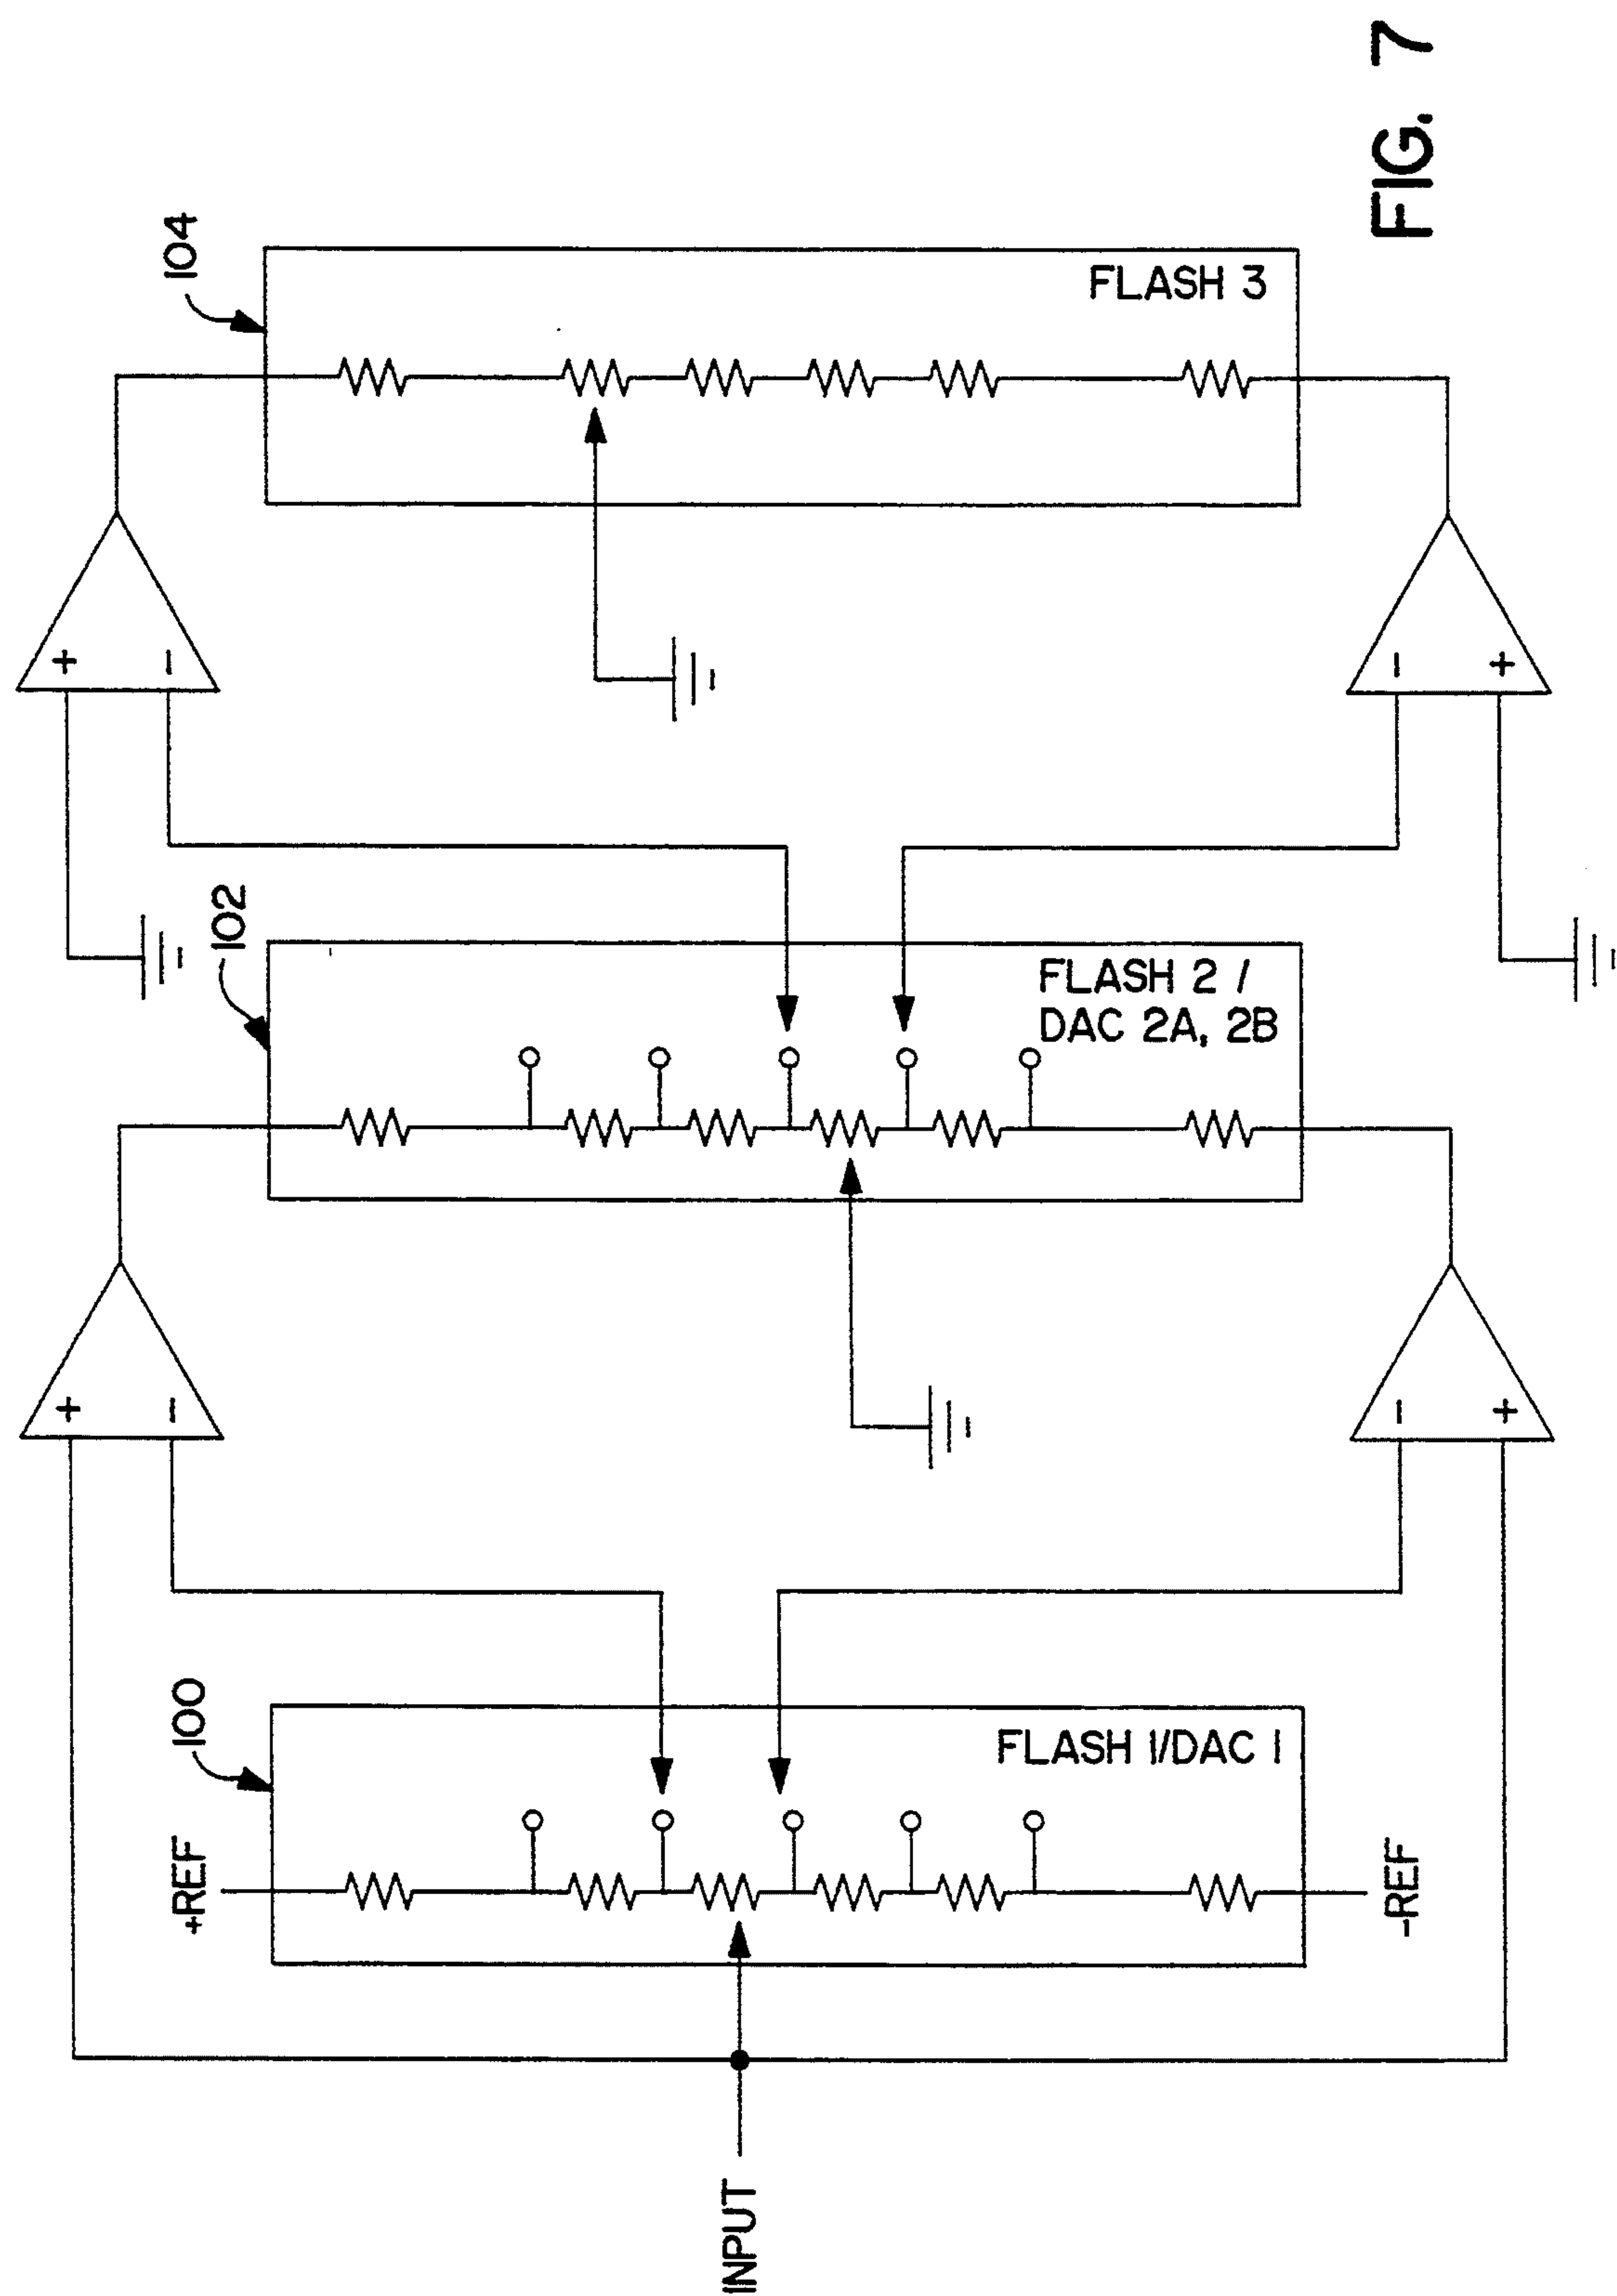 104
FLASH 3
FIG. 7
+
-
-
+
102
FLASH 2 /
DAC 2A, 2B
+
-
-
+
100
+REF
FLASH 1/DAC 1
-REF
INPUT